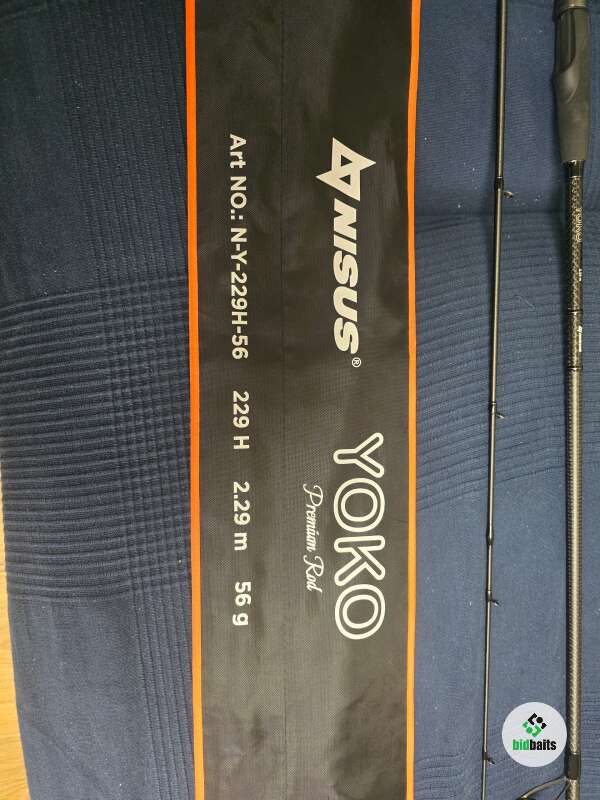 NISUS®
YOKO
Premium Rod
Art NO.: N-Y-229H-56 229 H 2.29 m 56 g
bidbaits